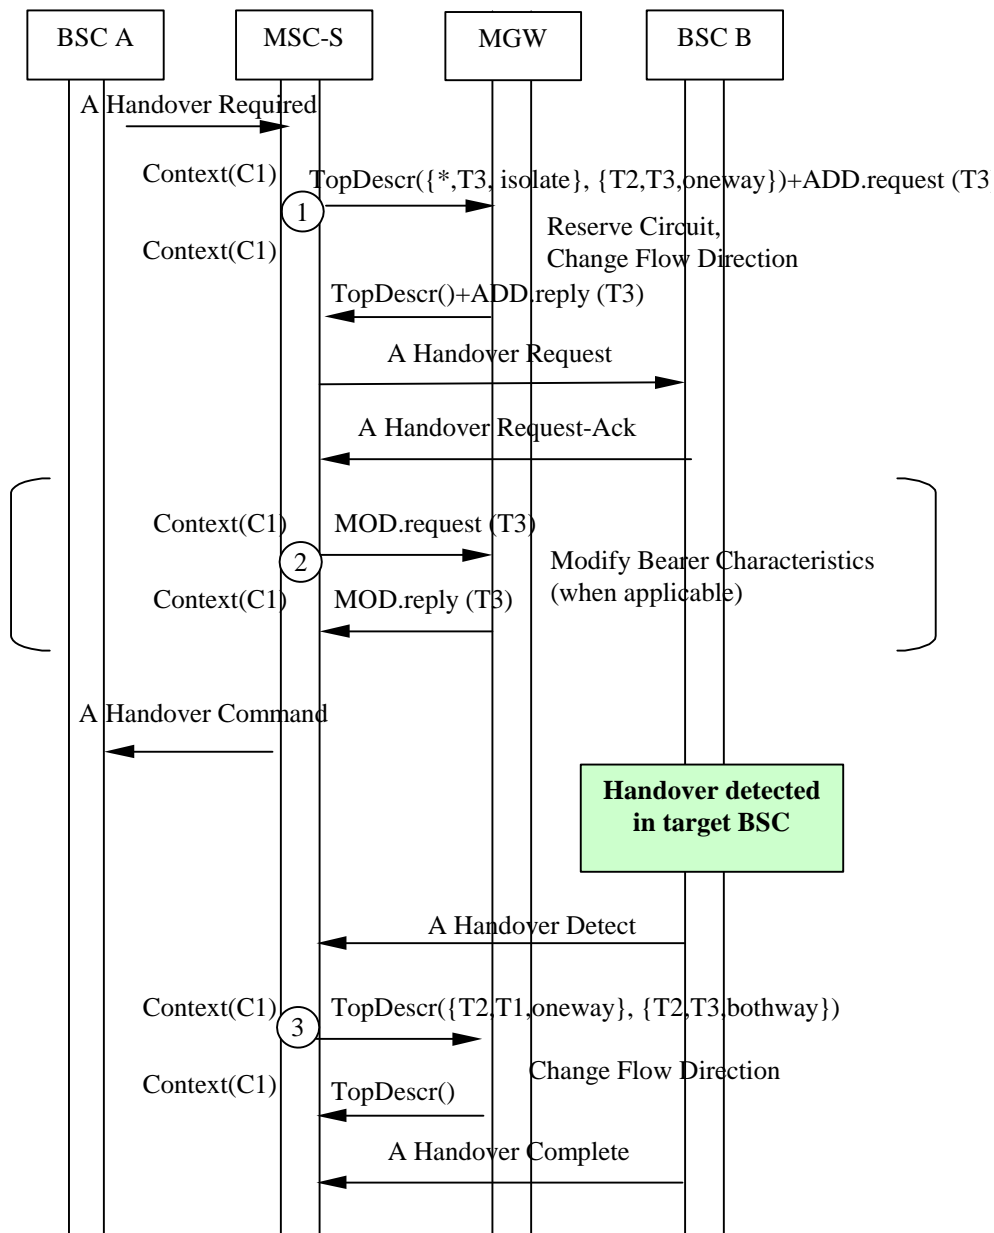 BSC A
MSC-S
MGW
BSC B
A Handover Required
Context(C1)
TopDescr({*,T3, isolate}, {T2,T3,oneway})+ADD.request (T3
1
Reserve Circuit,
Change Flow Direction
Context(C1)
TopDescr()+ADD.reply (T3)
A Handover Request
A Handover Request-Ack
Context(C1)
MOD.request (T3)
2
Modify Bearer Characteristics
(when applicable)
Context(C1)
MOD.reply (T3)
A Handover Command
Handover detected
in target BSC
A Handover Detect
Context(C1)
TopDescr({T2,T1,oneway}, {T2,T3,bothway})
3
Change Flow Direction
Context(C1)
TopDescr()
A Handover Complete